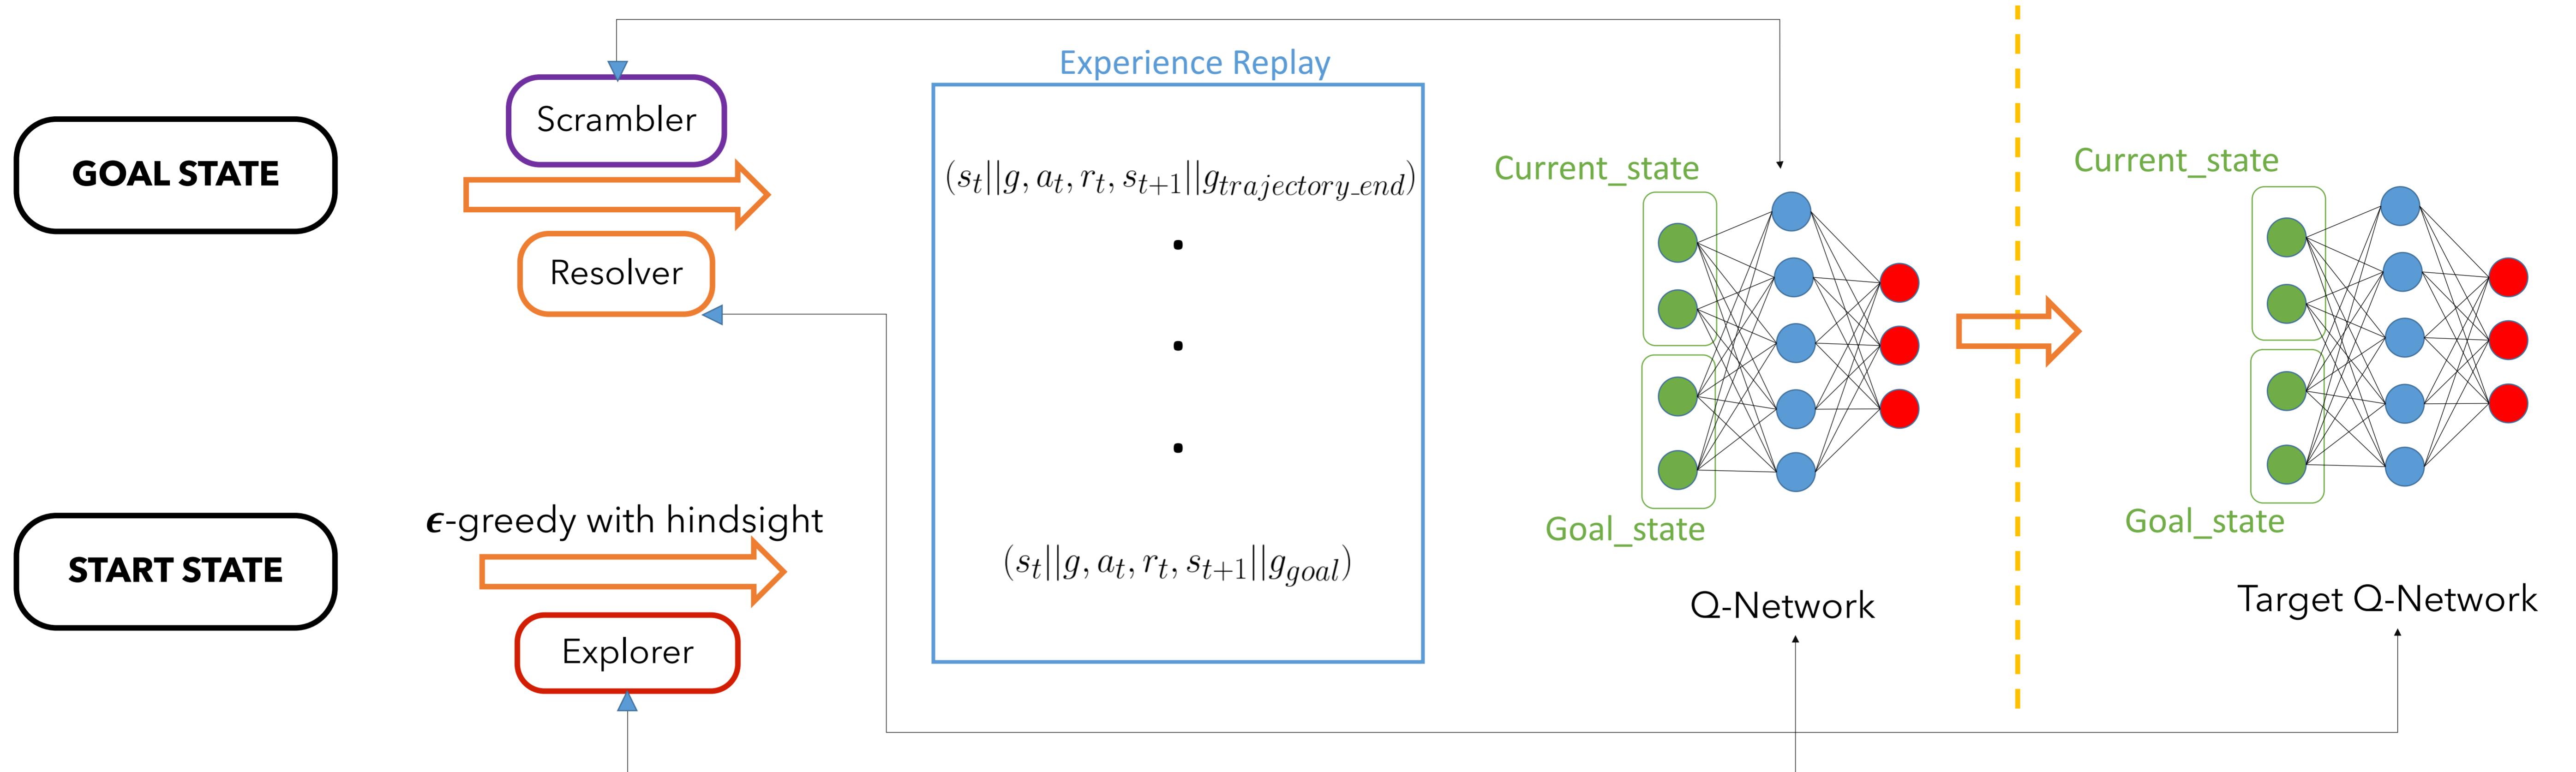 GOAL STATE
Scrambler
Resolver
START STATE
ϵ-greedy with hindsight
Explorer
Experience Replay
(s_t||g, a_t, r_t, s_{t+1}||g_{trajectory_end})
(s_t||g, a_t, r_t, s_{t+1}||g_{goal})
Current_state
Goal_state
Q-Network
Current_state
Goal_state
Target Q-Network